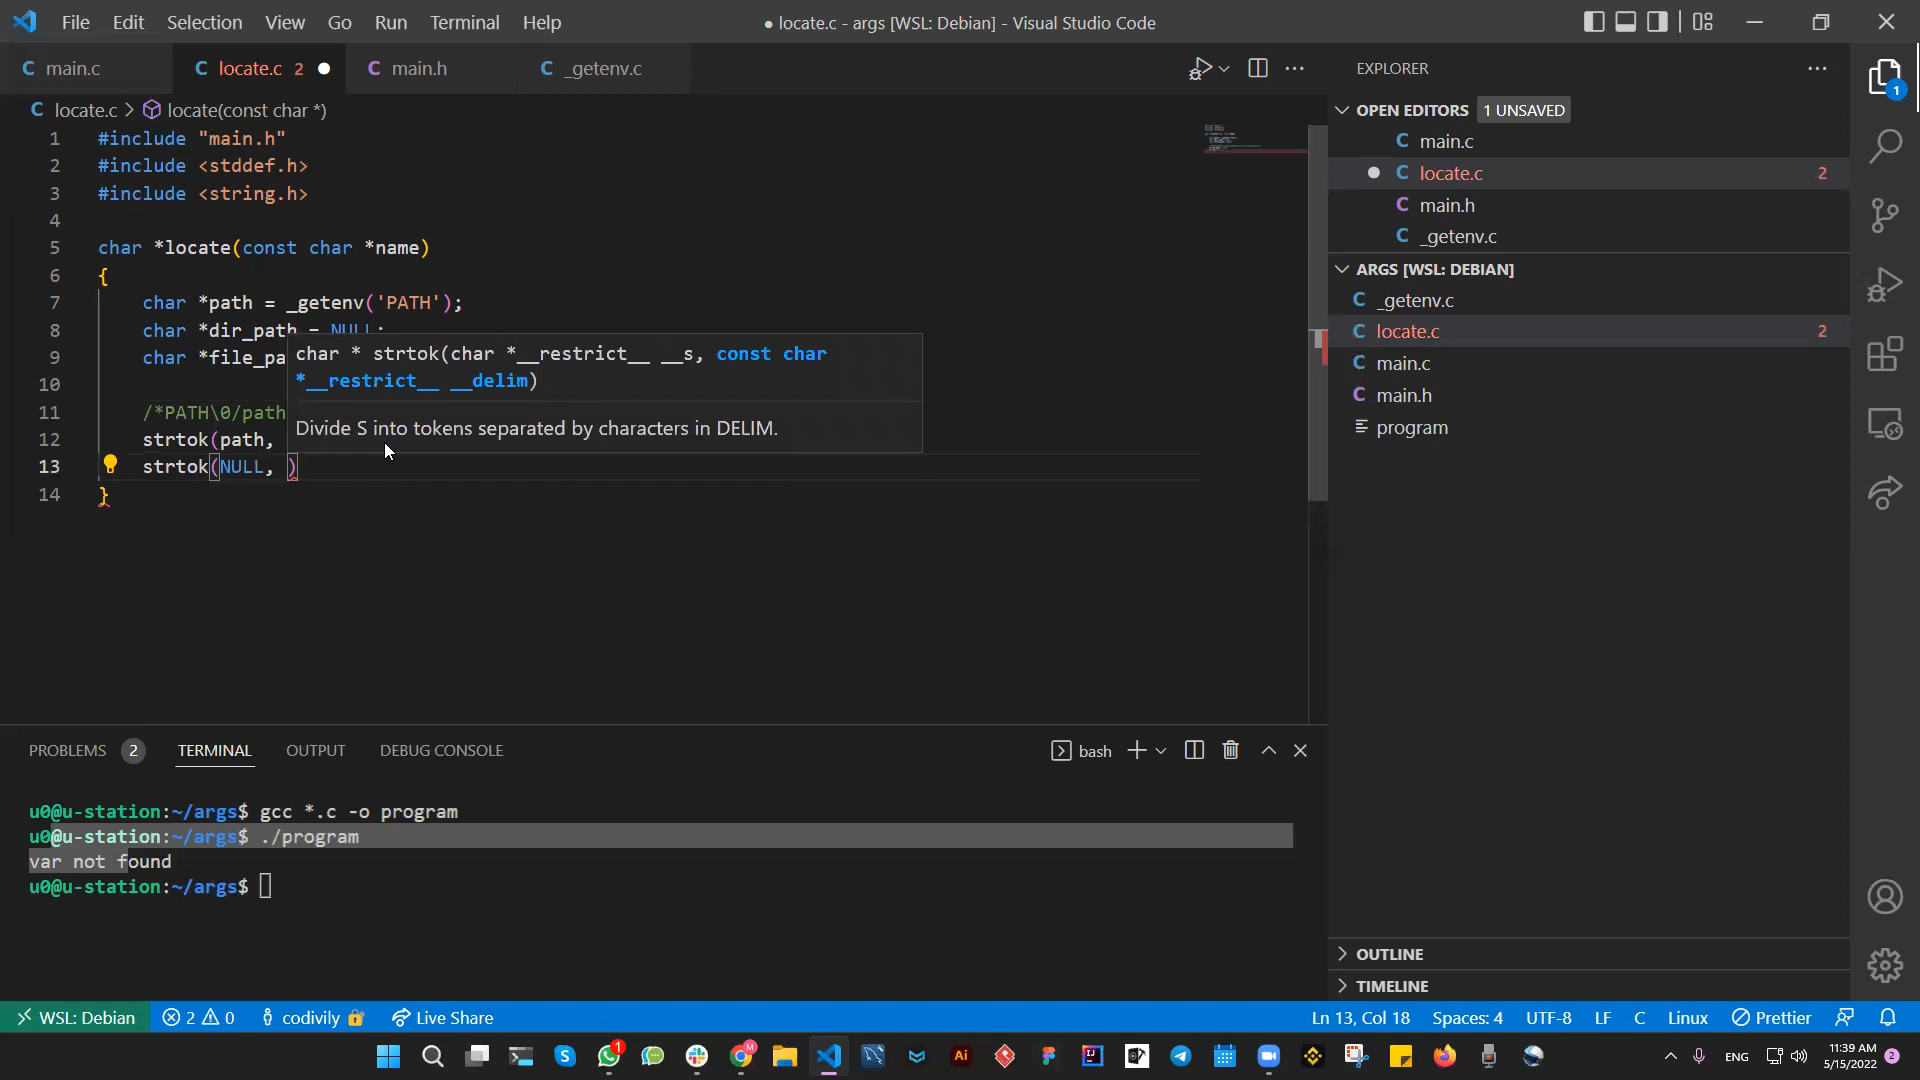 File Edit Selection View Go Run Terminal Help
● locate.c - args [WSL: Debian] - Visual Studio Code
C main.c
C locate.c 2 ●
C main.h
C _getenv.c
C locate.c > locate(const char *)
1 #include "main.h"
2 #include <stddef.h>
3 #include <string.h>
4
5 char *locate(const char *name)
6 {
7 char *path = _getenv('PATH');
8 char *dir_path = NULL;
9 char *file_pa
10
11 /*PATH\0/path
12 strtok(path,
13 strtok(NULL, )
14 }
char * strtok(char *__restrict__ __s, const char
*__restrict__ __delim)
Divide S into tokens separated by characters in DELIM.
EXPLORER
OPEN EDITORS 1 UNSAVED
C main.c
● C locate.c 2
C main.h
C _getenv.c
ARGS [WSL: DEBIAN]
C _getenv.c
C locate.c 2
C main.c
C main.h
program
OUTLINE
TIMELINE
1
PROBLEMS 2 TERMINAL OUTPUT DEBUG CONSOLE
bash
u0@u-station:~/args$ gcc *.c -o program
u0@u-station:~/args$ ./program
var not found
u0@u-station:~/args$
WSL: Debian 2 0 codivily Live Share
Ln 13, Col 18 Spaces: 4 UTF-8 LF C Linux Prettier
1
M
Ai
IJ
ENG
11:39 AM
5/15/2022
2